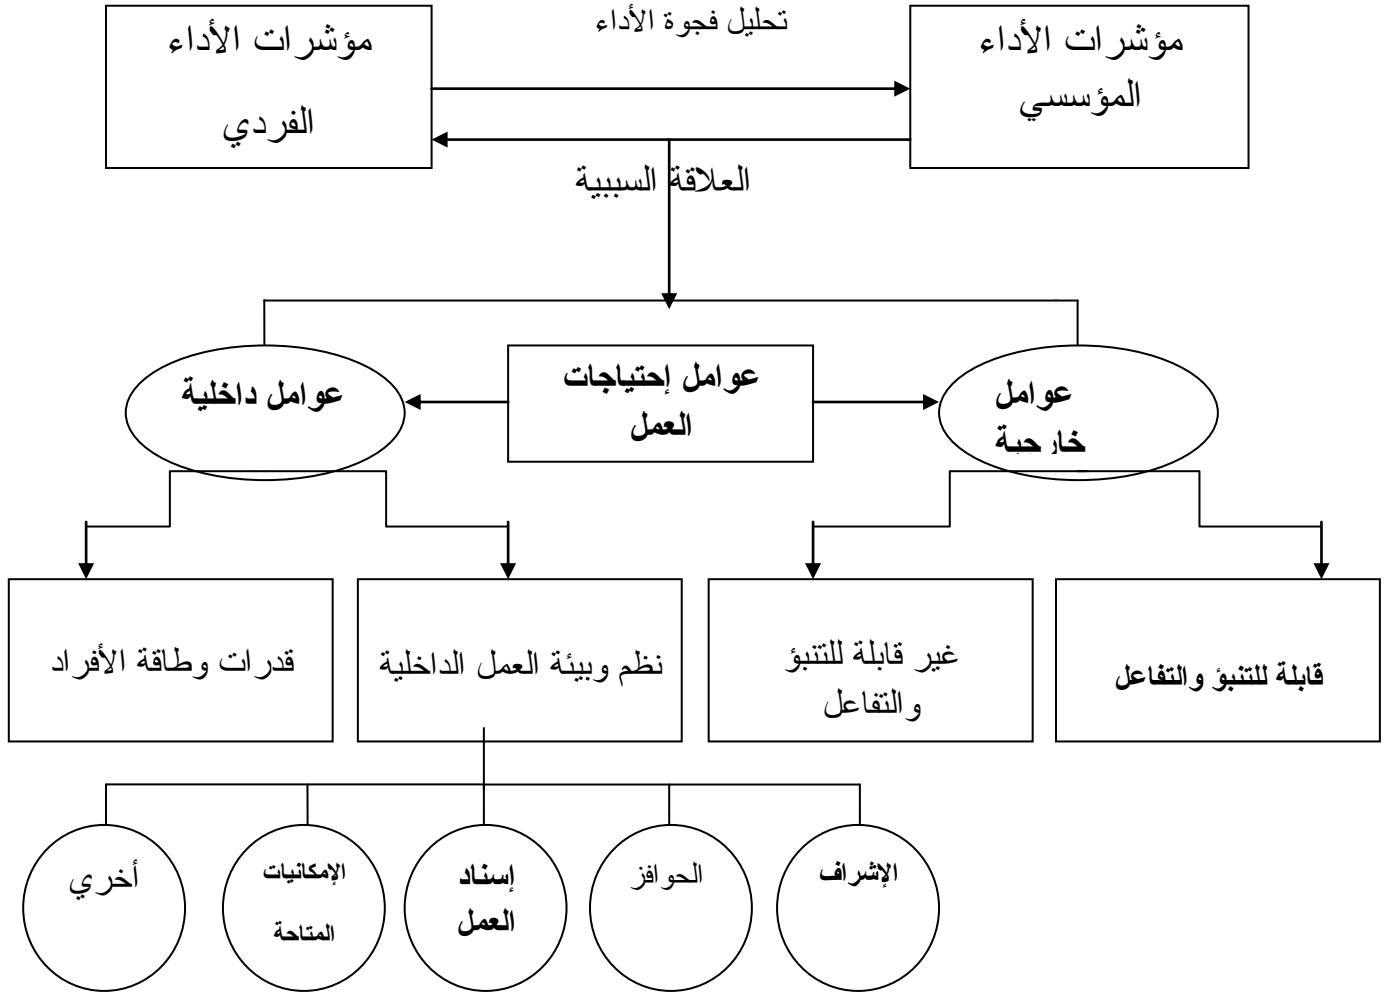 تحليل فجوة الأداء
مؤشرات الأداء
المؤسسي
مؤشرات الأداء
الفردي
العلاقة السببية
عوامل
خارجية
عوامل إحتياجات
العمل
عوامل داخلية
قابلة للتنبؤ والتفاعل
غير قابلة للتنبؤ
والتفاعل
نظم وبيئة العمل الداخلية
قدرات وطاقة الأفراد
الإشراف
الحوافز
إسناد
العمل
الإمكانيات
المتاحة
أخري